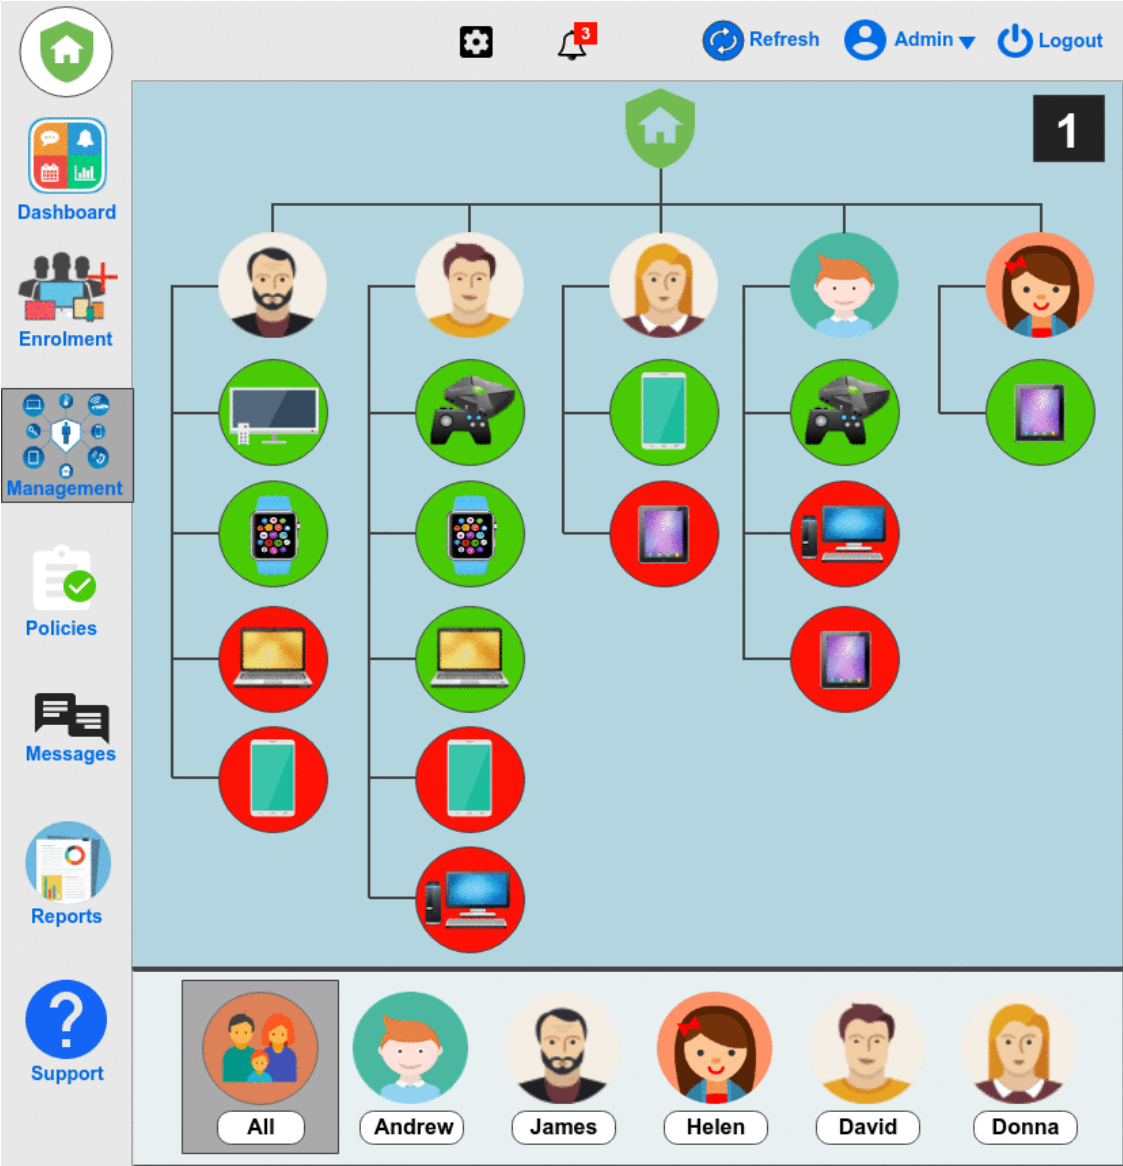 3
Refresh
Admin
Logout
1
Dashboard
Enrolment
Management
Policies
Messages
Reports
Support
All
Andrew
James
Helen
David
Donna